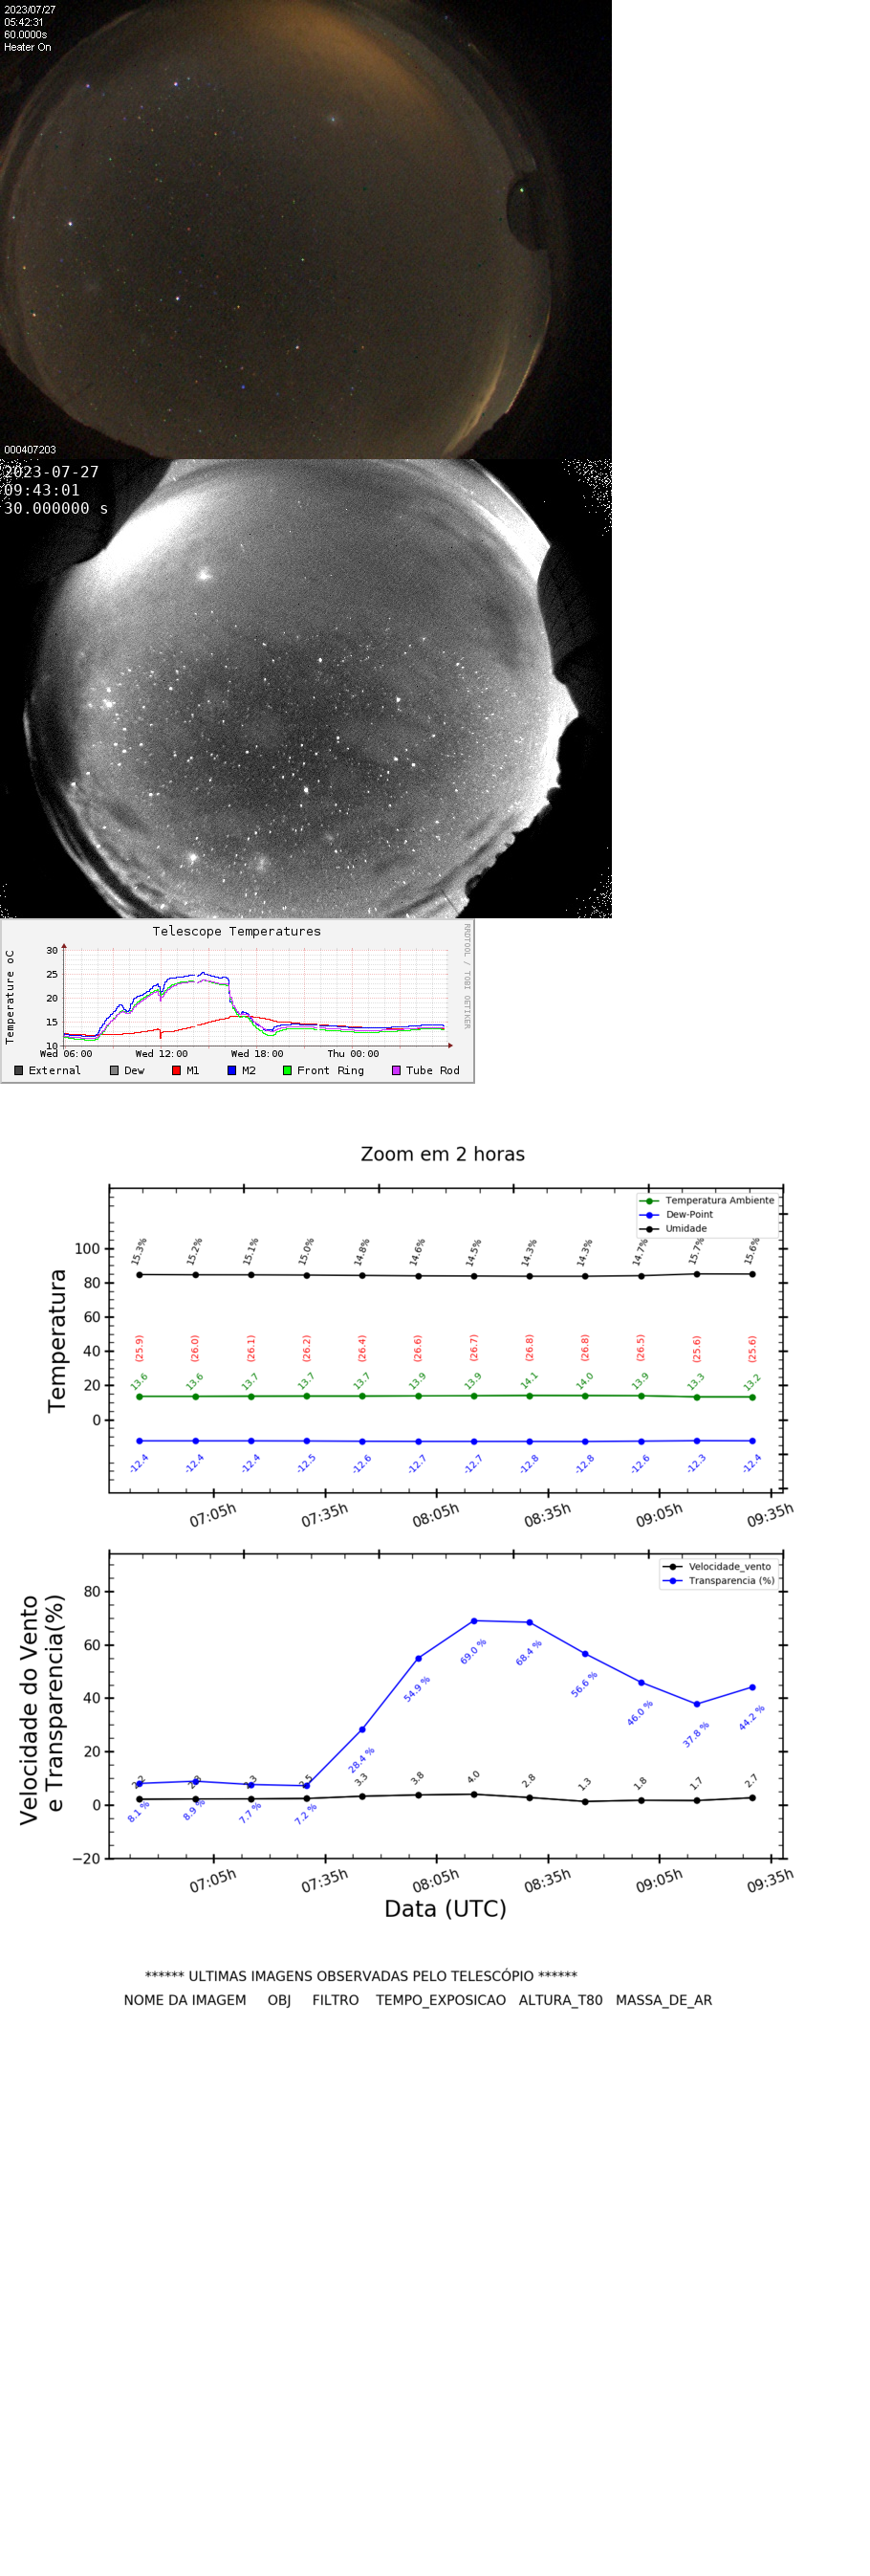 2023/07/27
05:42:31
60.0000s
Heater On
000407203
2023-07-27
09:43:01
30.000000 s
Telescope Temperatures
RRDTOOL / TOBI OETIKER
Temperature oC
30
25
20
15
10
Wed 06:00 Wed 12:00 Wed 18:00 Thu 00:00
External Dew M1 M2 Front Ring Tube Rod
Zoom em 2 horas
Temperatura Ambiente
Dew-Point
Umidade
Temperatura
100
80
60
40
20
0
15.3% 15.2% 15.1% 15.0% 14.8% 14.6% 14.5% 14.3% 14.3% 14.7% 15.7% 15.6%
(25.9) (26.0) (26.1) (26.2) (26.4) (26.6) (26.7) (26.8) (26.8) (26.5) (25.6) (25.6)
13.6 13.6 13.7 13.7 13.7 13.9 13.9 14.1 14.0 13.9 13.3 13.2
-12.4 -12.4 -12.4 -12.5 -12.6 -12.7 -12.7 -12.8 -12.8 -12.6 -12.3 -12.4
07:05h 07:35h 08:05h 08:35h 09:05h 09:35h
Velocidade_vento
Transparencia (%)
Velocidade do Vento
e Transparencia(%)
80
60
40
20
0
−20
69.0 % 68.4 %
54.9 % 56.6 %
46.0 % 37.8 % 44.2 %
28.4 %
3.3 3.8 4.0 2.8 1.3 1.8 1.7 2.7
8.1 % 8.9 % 7.7 % 7.2 %
07:05h 07:35h 08:05h 08:35h 09:05h 09:35h
Data (UTC)
****** ULTIMAS IMAGENS OBSERVADAS PELO TELESCÓPIO ******
NOME DA IMAGEM OBJ FILTRO TEMPO_EXPOSICAO ALTURA_T80 MASSA_DE_AR